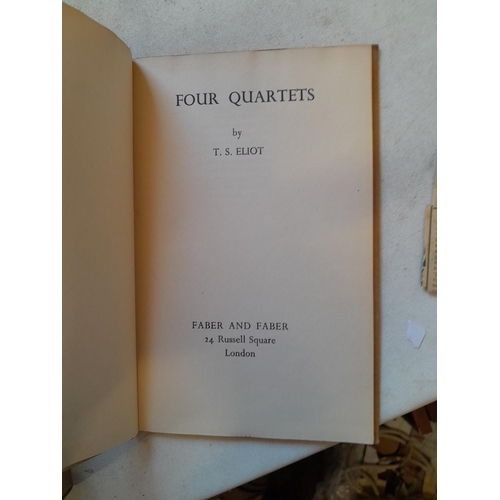 FOUR QUARTETS
by
T. S. ELIOT
FABER AND FABER
24 Russell Square
London